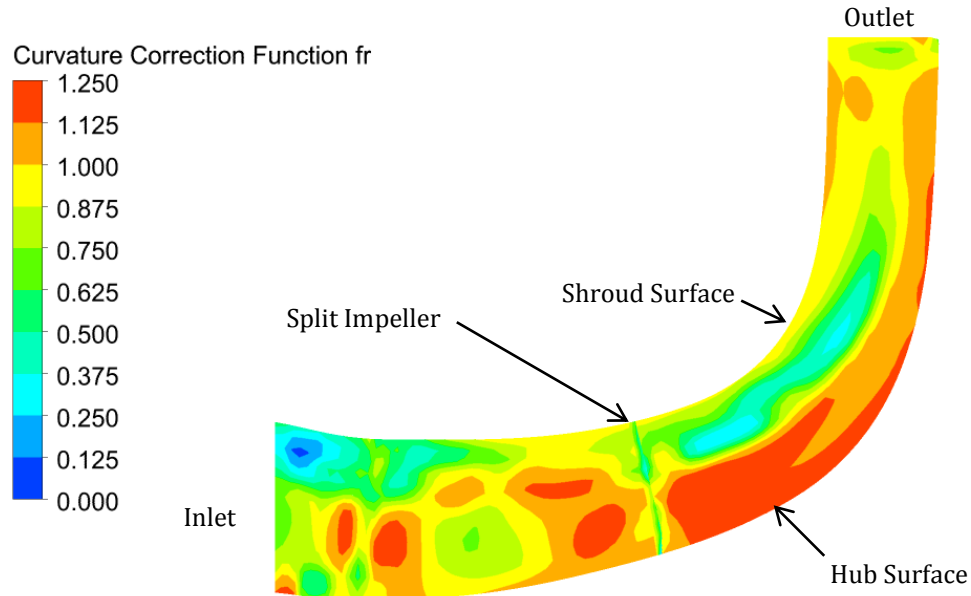 Outlet
Curvature Correction Function fr
1.250
1.125
1.000
0.875
0.750
0.625
0.500
0.375
0.250
0.125
0.000
Shroud Surface
Split Impeller
Inlet
Hub Surface